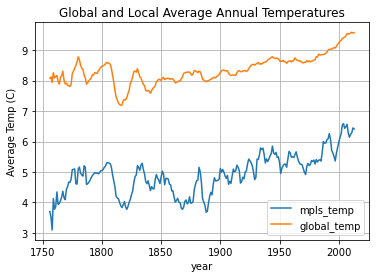 Global and Local Average Annual Temperatures
Average Temp (C)
9
8
7
6
5
4
3
1750
1800
1850
1900
1950
2000
year
mpls_temp
global_temp